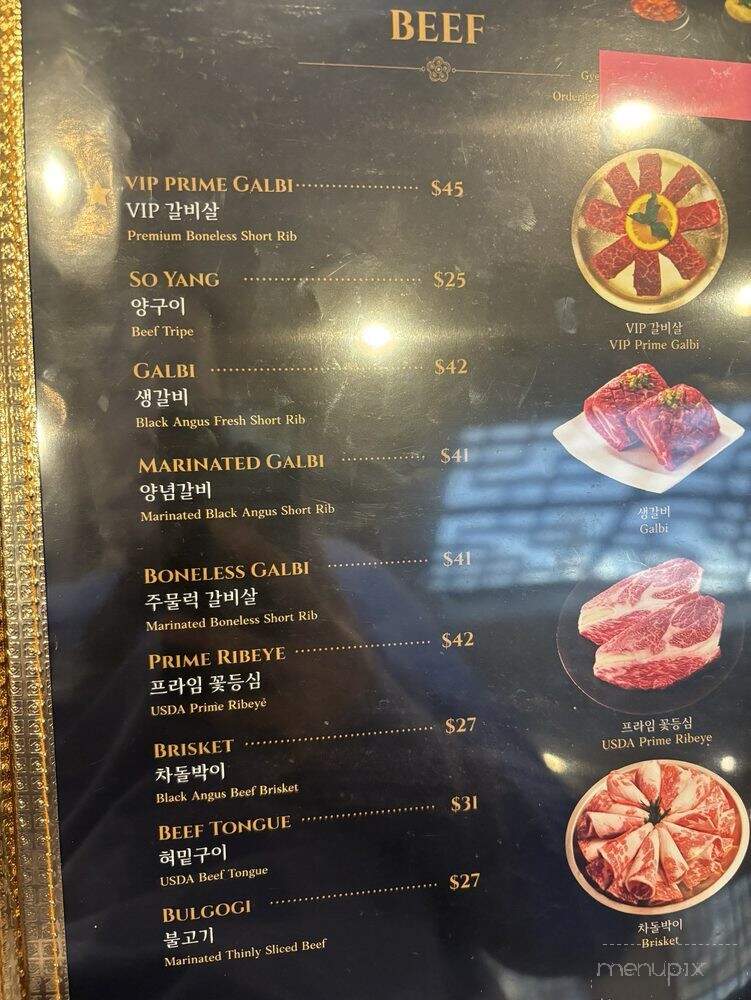 BEEF
Gye
VIP PRIME GALBI $45
VIP 갈비살
Premium Boneless Short Rib
SO YANG $25
양구이
Beef Tripe
GALBI $42
생갈비
Black Angus Fresh Short Rib
MARINATED GALBI $41
양념갈비
Marinated Black Angus Short Rib
BONELESS GALBI $41
주물럭 갈비살
Marinated Boneless Short Rib
PRIME RIBEYE $42
프라임 꽃등심
USDA Prime Ribeye
BRISKET $27
차돌박이
Black Angus Beef Brisket
BEEF TONGUE $31
혀밑구이
USDA Beef Tongue
BULGOGI $27
불고기
Marinated Thinly Sliced Beef
VIP 갈비살
VIP Prime Galbi
생갈비
Galbi
프라임 꽃등심
USDA Prime Ribeye
차돌박이
Brisket
menupix